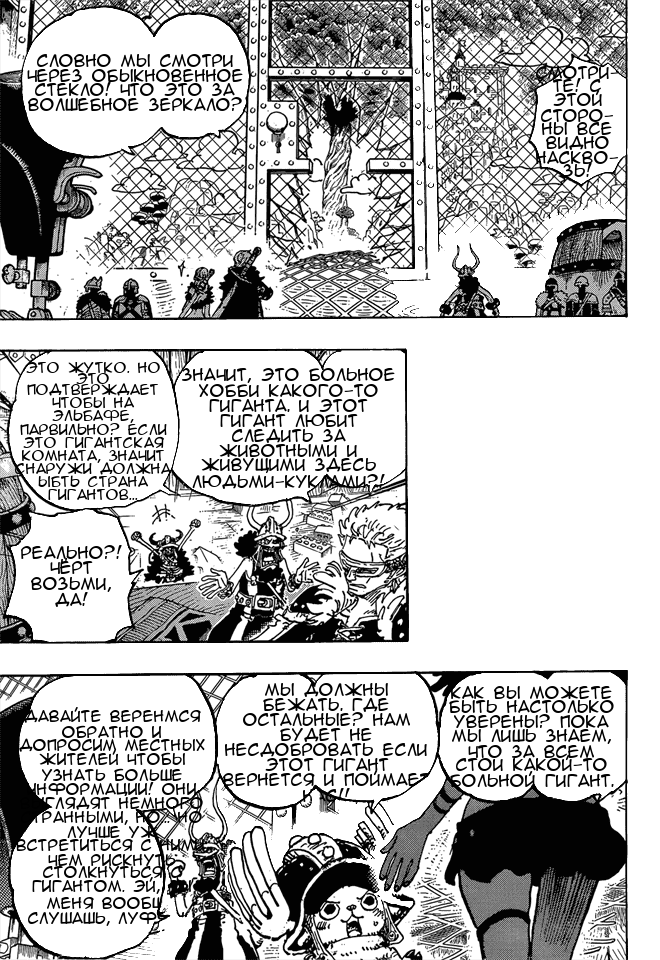 СМОТРИ-
ТЕ! С
ЭТОЙ
СТОРО-
НЫ ВСЕ
ВИДНО
НАСКВО-
ЗЬ!
СЛОВНО МЫ СМОТРИ
ЧЕРЕЗ ОБЫКНОВЕННОЕ
СТЕКЛО! ЧТО ЭТО ЗА
ВОЛШЕБНОЕ ЗЕРКАЛО?
ЗНАЧИТ, ЭТО БОЛЬНОЕ
ХОББИ КАКОГО-ТО
ГИГАНТА. И ЭТОТ
ГИГАНТ ЛЮБИТ
СЛЕДИТЬ ЗА
ЖИВОТНЫМИ И
ЖИВУЩИМИ ЗДЕСЬ
ЛЮДЬМИ-КУКЛАМИ?!
ЭТО ЖУТКО. НО
ЭТО
ПОДТВЕРЖДАЕТ
ЧТОБЫ НА
ЭЛЬБАФЕ,
ПАРВИЛЬНО? ЕСЛИ
ЭТО ГИГАНТСКАЯ
КОМНАТА, ЗНАЧИТ
СНАРУЖИ ДОЛЖНА
ЫБТЬ СТРАНА
ГИГАНТОВ...
РЕАЛЬНО?!
ЧЁРТ
ВОЗЬМИ,
ДА!
КАК ВЫ МОЖЕТЕ
БЫТЬ НАСТОЛЬКО
УВЕРЕНЫ? ПОКА
МЫ ЛИШЬ ЗНАЕМ,
ЧТО ЗА ВСЕМ
СТОЙ КАКОЙ-ТО
БОЛЬНОЙ ГИГАНТ.
МЫ ДОЛЖНЫ
БЕЖАТЬ. ГДЕ
ОСТАЛЬНЫЕ? НАМ
БУДЕТ НЕ
НЕСДОБРОВАТЬ ЕСЛИ
ЭТОТ ГИГАНТ
ВЕРНЕТСЯ И ПОЙМАЕТ
ДАВАЙТЕ ВЕРЕНМСЯ
ОБРАТНО И
ДОПРОСИМ МЕСТНЫХ
ЖИТЕЛЕЙ ЧТОБЫ
УЗНАТЬ БОЛЬШЕ
ИНФОРМАЦИИ! ОНИ
ВЫГЛЯДЯТ НЕМНОГО
СТРАННЫМИ, НО
ЛУЧШЕ УЖ
ВСТРЕТИТЬСЯ С НИМИ
ЧЕМ РИСКНУТЬ
СТОЛКНУТЬСЯ
ГИГАНТОМ. ЭЙ,
МЕНЯ ВООБЩ
СЛУШАШЬ, ЛУФ